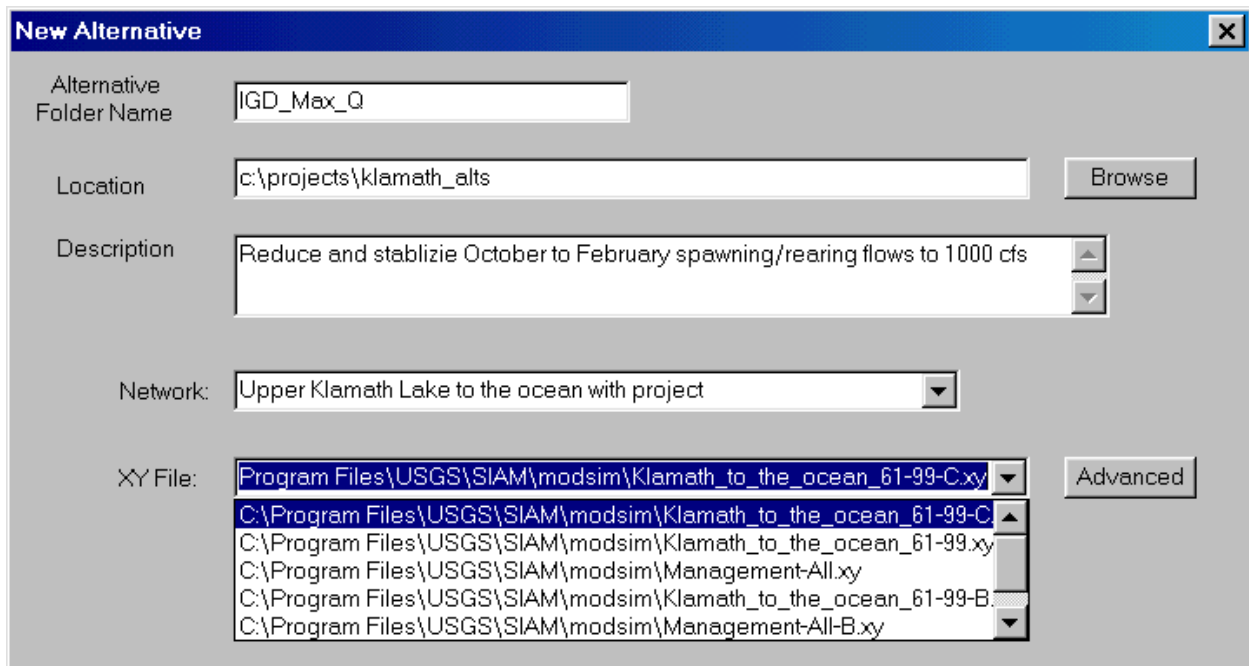 New Alternative
Alternative
Folder Name
IGD_Max_Q
Location
c:\projects\klamath_alts
Browse
Description
Reduce and stablizie October to February spawning/rearing flows to 1000 cfs
Network:
Upper Klamath Lake to the ocean with project
XY File:
Program Files\USGS\SIAM\modsim\Klamath_to_the_ocean_61-99-C.xy
Advanced
C:\Program Files\USGS\SIAM\modsim\Klamath_to_the_ocean_61-99-C.
C:\Program Files\USGS\SIAM\modsim\Klamath_to_the_ocean_61-99.xy
C:\Program Files\USGS\SIAM\modsim\Management-All.xy
C:\Program Files\USGS\SIAM\modsim\Klamath_to_the_ocean_61-99-B.
C:\Program Files\USGS\SIAM\modsim\Management-All-B.xy